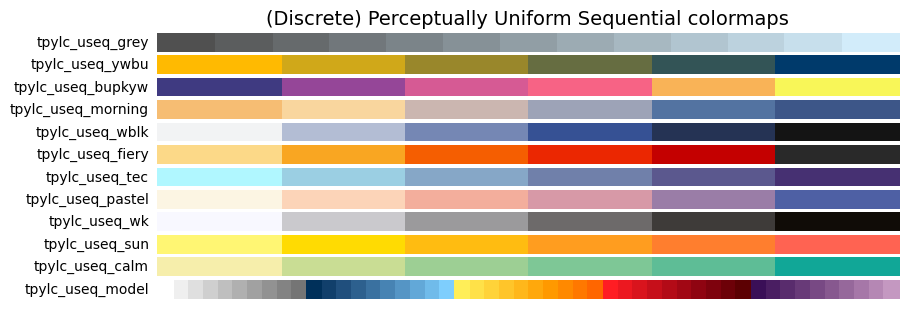 (Discrete) Perceptually Uniform Sequential colormaps
tpylc_useq_grey
tpylc_useq_ywbu
tpylc_useq_bupkyw
tpylc_useq_morning
tpylc_useq_wblk
tpylc_useq_fiery
tpylc_useq_tec
tpylc_useq_pastel
tpylc_useq_wk
tpylc_useq_sun
tpylc_useq_calm
tpylc_useq_model